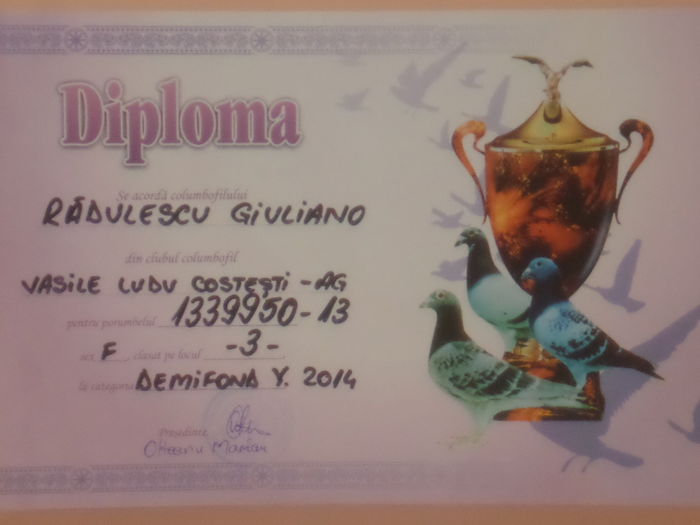 Diploma
Se acordă columbofilului
RĂDULESCU GIULIANO
din clubul columbofil
VASILE LUDU COSTEȘTI - AG
pentru porumbelul 1339950-13
sex F, clasat pe locul -3-
la categoria DEMIFOND Y. 2014
Președinte
Marian